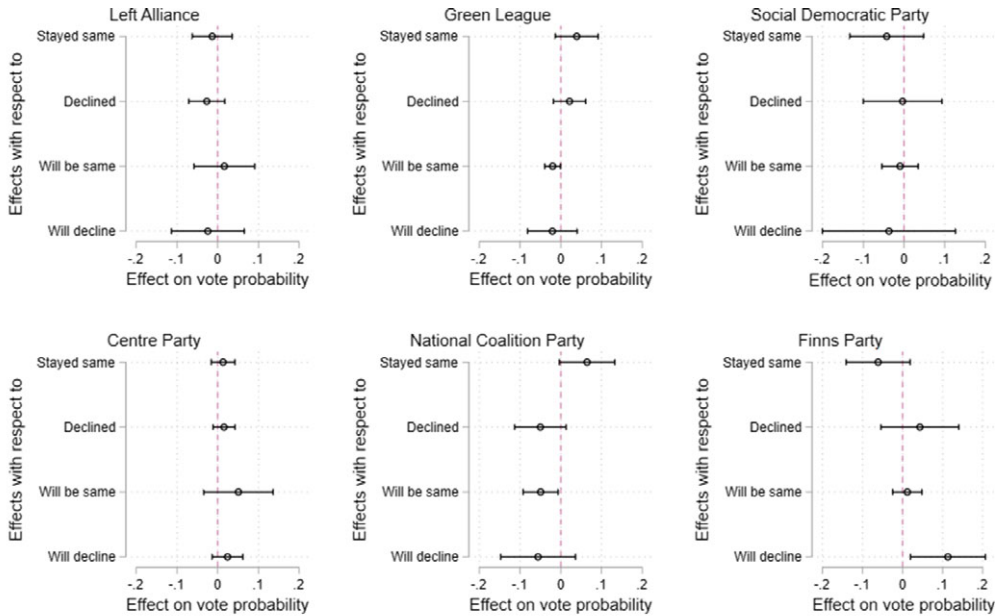 Left Alliance
Effects with respect to
Stayed same
Declined
Will be same
Will decline
-.2 -.1 0 .1 .2
Effect on vote probability
Green League
Effects with respect to
Stayed same
Declined
Will be same
Will decline
-.2 -.1 0 .1 .2
Effect on vote probability
Social Democratic Party
Effects with respect to
Stayed same
Declined
Will be same
Will decline
-.2 -.1 0 .1 .2
Effect on vote probability
Centre Party
Effects with respect to
Stayed same
Declined
Will be same
Will decline
-.2 -.1 0 .1 .2
Effect on vote probability
National Coalition Party
Effects with respect to
Stayed same
Declined
Will be same
Will decline
-.2 -.1 0 .1 .2
Effect on vote probability
Finns Party
Effects with respect to
Stayed same
Declined
Will be same
Will decline
-.2 -.1 0 .1 .2
Effect on vote probability